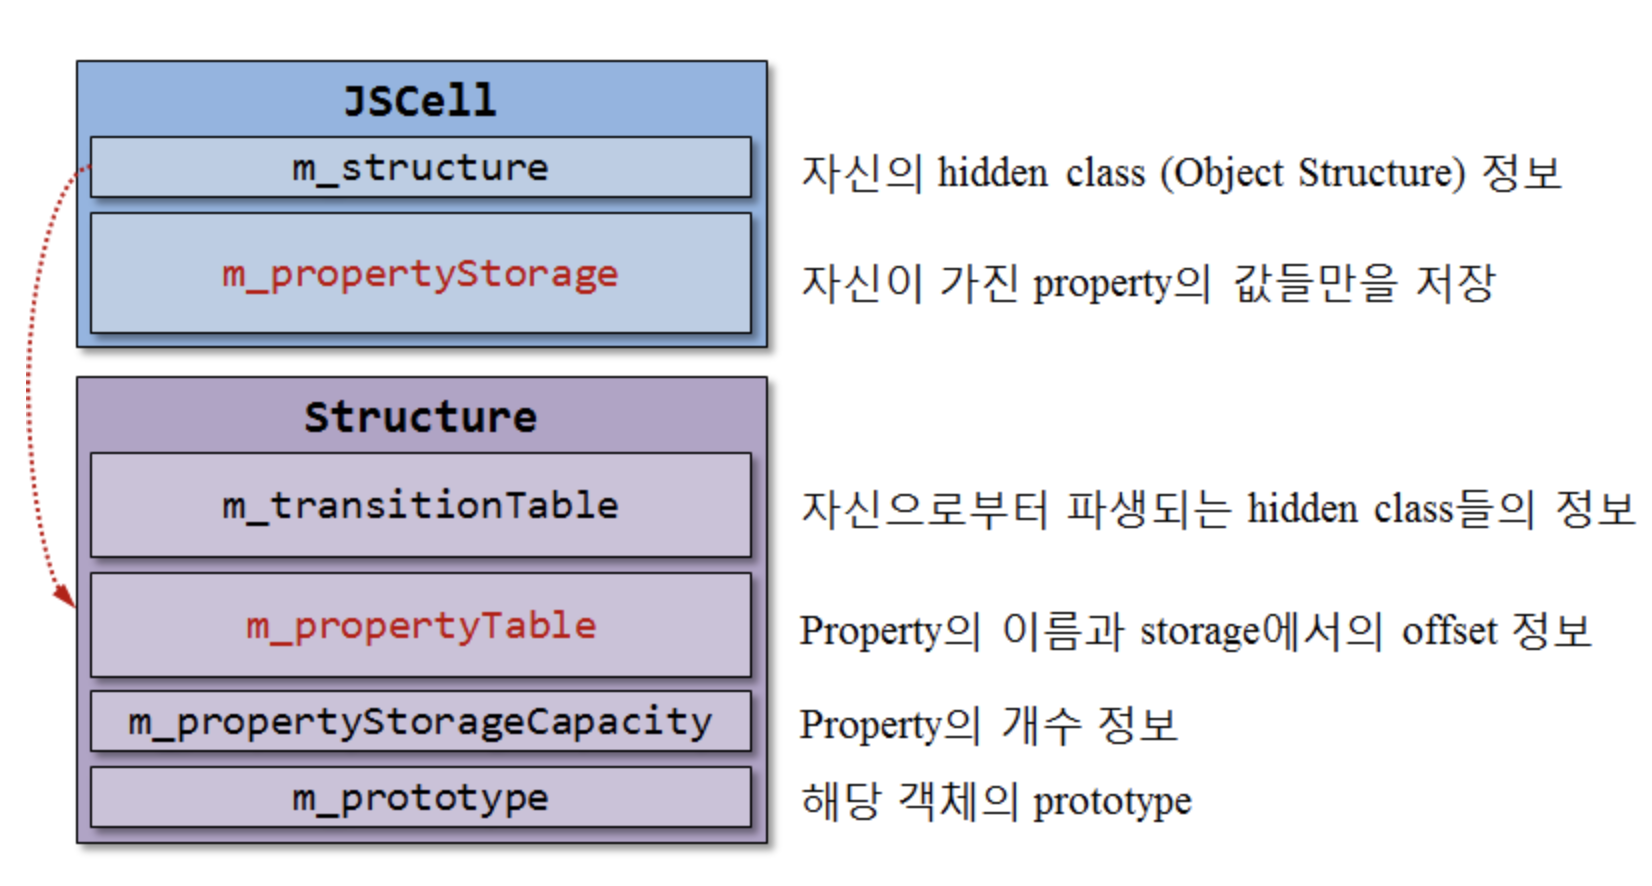 JSCell
m_structure
자신의 hidden class (Object Structure) 정보
m_propertyStorage
자신이 가진 property의 값들만을 저장
Structure
m_transitionTable
자신으로부터 파생되는 hidden class들의 정보
m_propertyTable
Property의 이름과 storage에서의 offset 정보
m_propertyStorageCapacity
Property의 개수 정보
m_prototype
해당 객체의 prototype